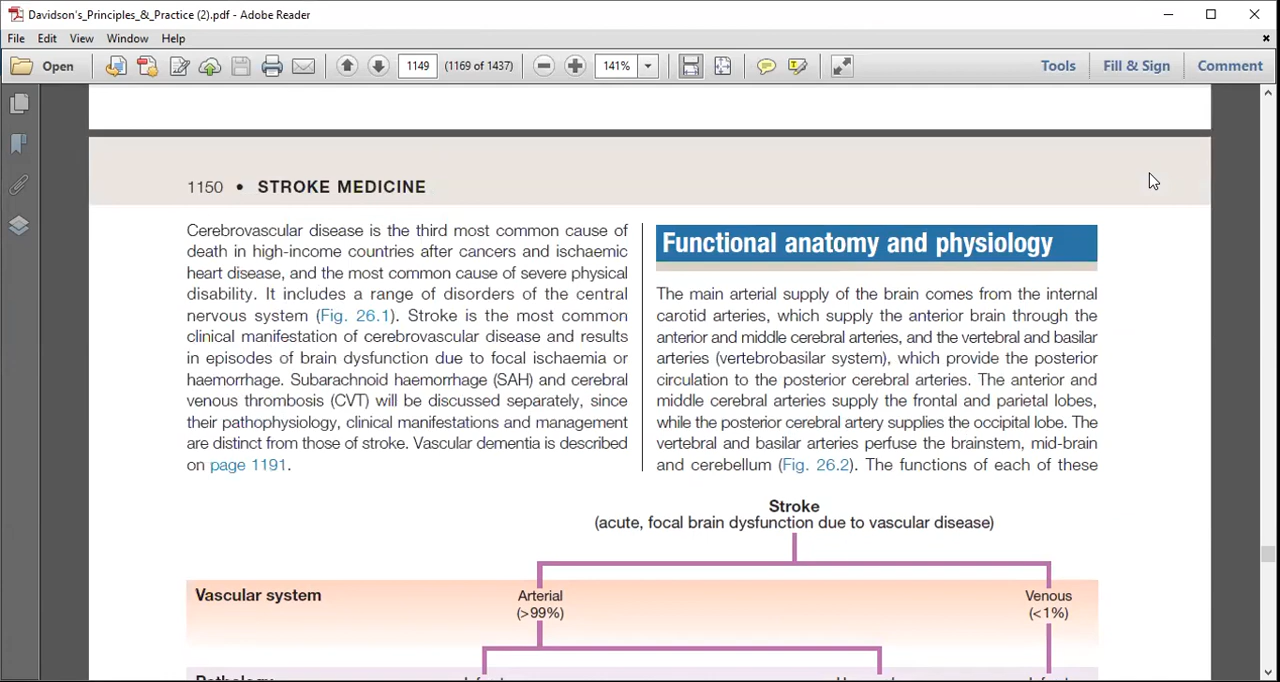 Davidson's_Principles_&_Practice (2).pdf - Adobe Reader
File Edit View Window Help
Open 1149 (1169 of 1437) 141% Tools Fill & Sign Comment
1150 • STROKE MEDICINE
Cerebrovascular disease is the third most common cause of
death in high-income countries after cancers and ischaemic
heart disease, and the most common cause of severe physical
disability. It includes a range of disorders of the central
nervous system (Fig. 26.1). Stroke is the most common
clinical manifestation of cerebrovascular disease and results
in episodes of brain dysfunction due to focal ischaemia or
haemorrhage. Subarachnoid haemorrhage (SAH) and cerebral
venous thrombosis (CVT) will be discussed separately, since
their pathophysiology, clinical manifestations and management
are distinct from those of stroke. Vascular dementia is described
on page 1191.
Functional anatomy and physiology
The main arterial supply of the brain comes from the internal
carotid arteries, which supply the anterior brain through the
anterior and middle cerebral arteries, and the vertebral and basilar
arteries (vertebrobasilar system), which provide the posterior
circulation to the posterior cerebral arteries. The anterior and
middle cerebral arteries supply the frontal and parietal lobes,
while the posterior cerebral artery supplies the occipital lobe. The
vertebral and basilar arteries perfuse the brainstem, mid-brain
and cerebellum (Fig. 26.2). The functions of each of these
Stroke
(acute, focal brain dysfunction due to vascular disease)
Vascular system
Arterial
(>99%)
Venous
(<1%)
Pathology